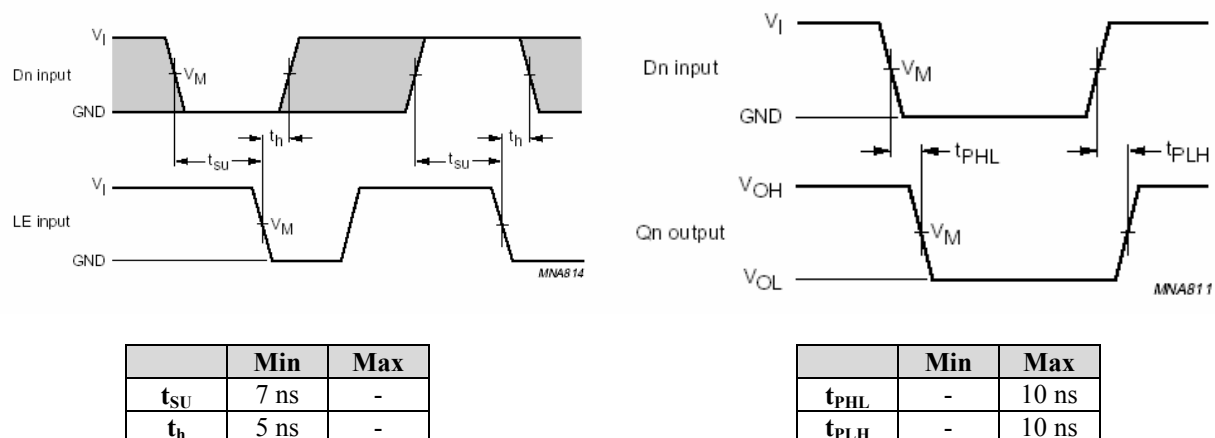 V_I
Dn input
V_M
GND
t_h
t_h
t_su
t_su
V_I
LE input
V_M
GND
MNA814
V_I
Dn input
V_M
GND
t_PHL
t_PLH
V_OH
Qn output
V_M
V_OL
MNA811
Min Max
t_SU 7 ns -
t_h 5 ns -
Min Max
t_PHL - 10 ns
t_PLH - 10 ns